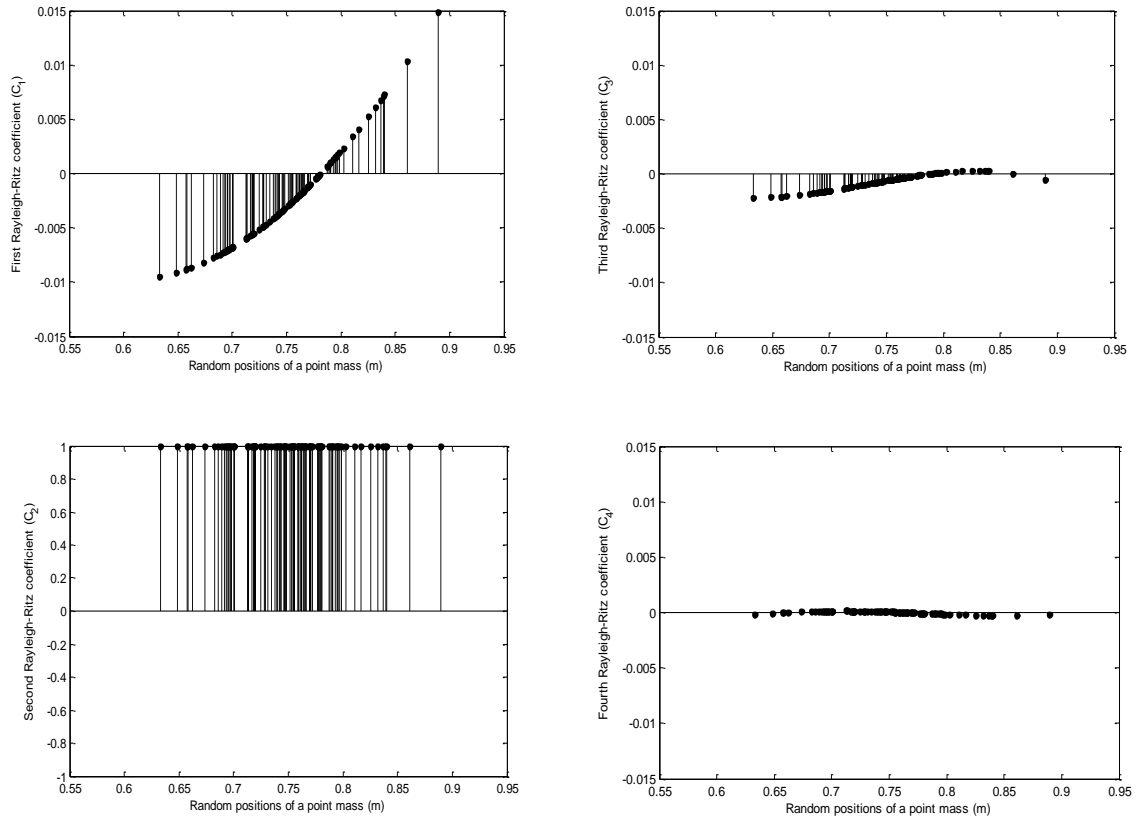 0.015
0.01
0.005
0
-0.005
-0.01
-0.015
0.55 0.6 0.65 0.7 0.75 0.8 0.85 0.9 0.95
Random positions of a point mass (m)
First Rayleigh-Ritz coefficient (C1)
0.015
0.01
0.005
0
-0.005
-0.01
-0.015
0.55 0.6 0.65 0.7 0.75 0.8 0.85 0.9 0.95
Random positions of a point mass (m)
Third Rayleigh-Ritz coefficient (C3)
1
0.8
0.6
0.4
0.2
0
-0.2
-0.4
-0.6
-0.8
-1
0.55 0.6 0.65 0.7 0.75 0.8 0.85 0.9 0.95
Random positions of a point mass (m)
Second Rayleigh-Ritz coefficient (C2)
0.015
0.01
0.005
0
-0.005
-0.01
-0.015
0.55 0.6 0.65 0.7 0.75 0.8 0.85 0.9 0.95
Random positions of a point mass (m)
Fourth Rayleigh-Ritz coefficient (C4)